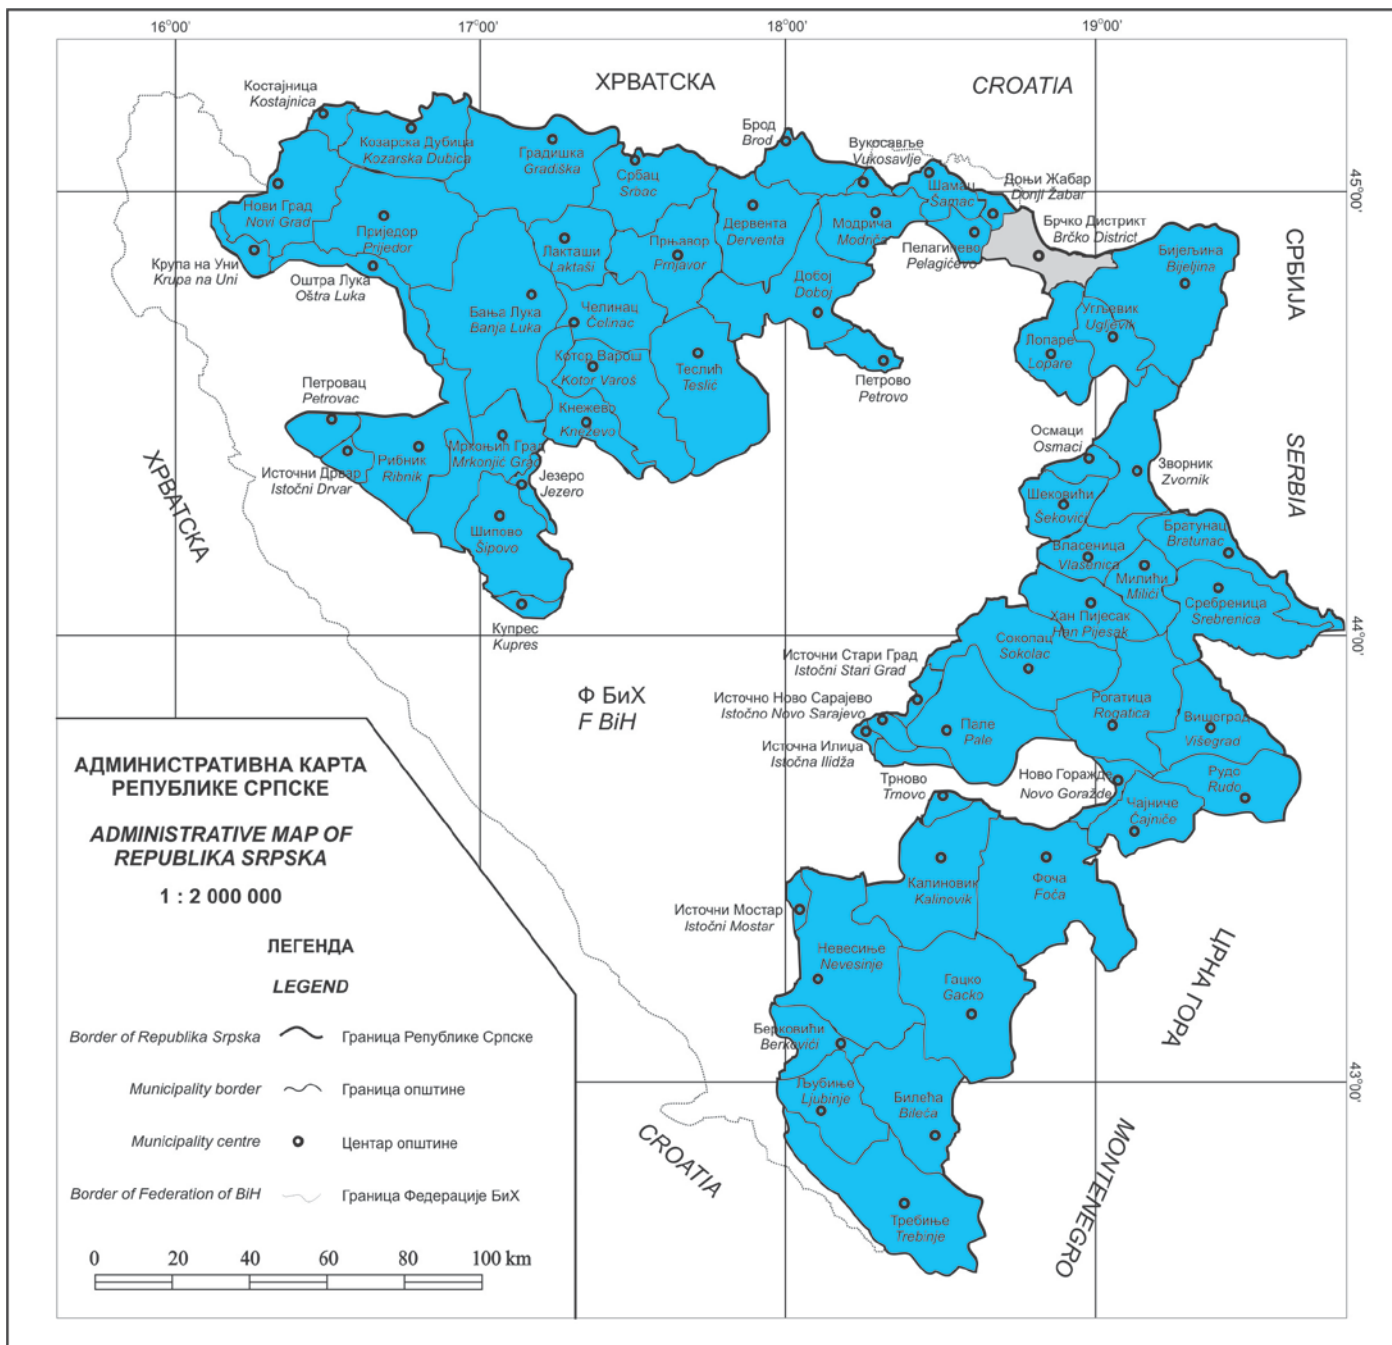 16°00'
17°00'
18°00'
19°00'
ХРВАТСКА
CROATIA
Костајница
Kostajnica
Козарска Дубица
Kozarska Dubica
Градишка
Gradiška
Србац
Srbac
Брод
Brod
Вукосавље
Vukosavlje
Шамац
Šamac
Доњи Жабар
Donji Žabar
45°00'
Нови Град
Novi Grad
Приједор
Prijedor
Дервента
Derventa
Модрича
Modriča
Пелагићево
Pelagićevo
Брчко Дистрикт
Brčko District
Бијељина
Bijeljina
СРБИЈА
Крупа на Уни
Krupa na Uni
Оштра Лука
Oštra Luka
Лакташи
Laktaši
Прњавор
Prnjavor
Добој
Doboj
Бања Лука
Banja Luka
Челинац
Čelinac
Угљевик
Ugljevik
Лопаре
Lopare
Котор Варош
Kotor Varoš
Теслић
Teslić
Петрово
Petrovo
Петровац
Petrovac
Кнежево
Kneževo
Осмаци
Osmaci
SERBIA
Мркоњић Град
Mrkonjić Grad
Рибник
Ribnik
Источни Дрвар
Istočni Drvar
Језеро
Jezero
Зворник
Zvornik
ХРВАТСКА
Шековићи
Šekovići
Шипово
Šipovo
Братунац
Bratunac
Власеница
Vlasenica
Милићи
Milići
Сребреница
Srebrenica
Хан Пијесак
Han Pijesak
Купрес
Kupres
Соколац
Sokolac
44°00'
Источни Стари Град
Istočni Stari Grad
Ф БиХ
F BiH
Источно Ново Сарајево
Istočno Novo Sarajevo
Рогатица
Rogatica
Вишеград
Višegrad
Пале
Pale
Источна Илиџа
Istočna Ilidža
Трново
Trnovo
Ново Горажде
Novo Goražde
Рудо
Rudo
Чајниче
Čajniče
АДМИНИСТРАТИВНА КАРТА
РЕПУБЛИКЕ СРПСКЕ
ADMINISTRATIVE MAP OF
REPUBLIKA SRPSKA
1 : 2 000 000
Калиновик
Kalinovik
Фоча
Foča
Источни Мостар
Istočni Mostar
ЛЕГЕНДА
LEGEND
Невесиње
Nevesinje
Гацко
Gacko
ЦРНА ГОРА
Border of Republika Srpska
Граница Републике Српске
Берковићи
Berkovići
43°00'
Municipality border
Граница општине
Љубиње
Ljubinje
Билећа
Bileća
Municipality centre
Центар општине
CROATIA
MONTENEGRO
Border of Federation of BiH
Граница Федерације БиХ
Требиње
Trebinje
0 20 40 60 80 100 km